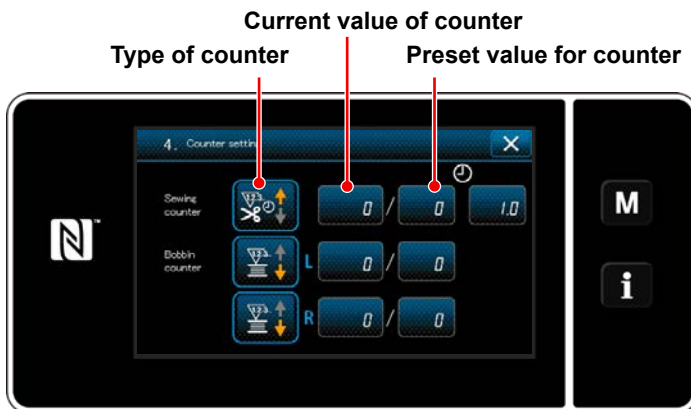 Current value of counter
Type of counter Preset value for counter
4. Counter settin
Sewing counter 0 / 0 1.0
Bobbin counter L 0 / 0
R 0 / 0
M
i
N